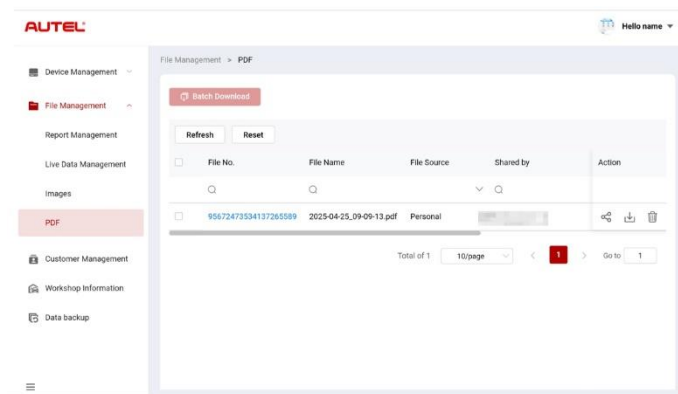 AUTEL
Hello name
Device Management
File Management
Report Management
Live Data Management
Images
PDF
Customer Management
Workshop Information
Data backup
File Management > PDF
Batch Download
Refresh Reset
File No. File Name File Source Shared by Action
95672473534137265589 2025-04-25_09-09-13.pdf Personal
Total of 1 10/page < 1 > Go to 1